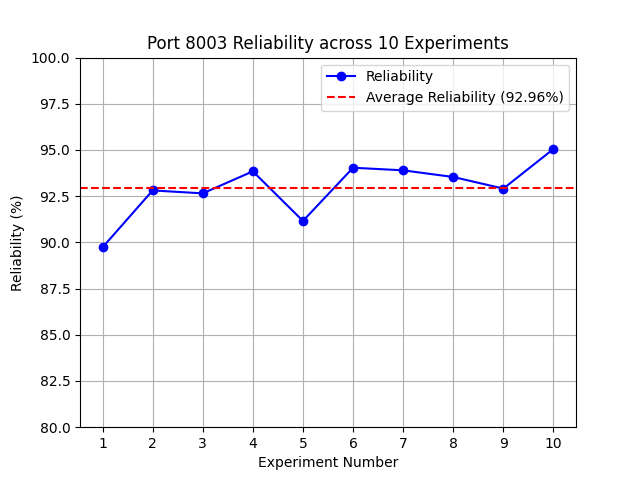 Port 8003 Reliability across 10 Experiments
100.0
97.5
95.0
92.5
90.0
87.5
85.0
82.5
80.0
Reliability (%)
Reliability
Average Reliability (92.96%)
1 2 3 4 5 6 7 8 9 10
Experiment Number